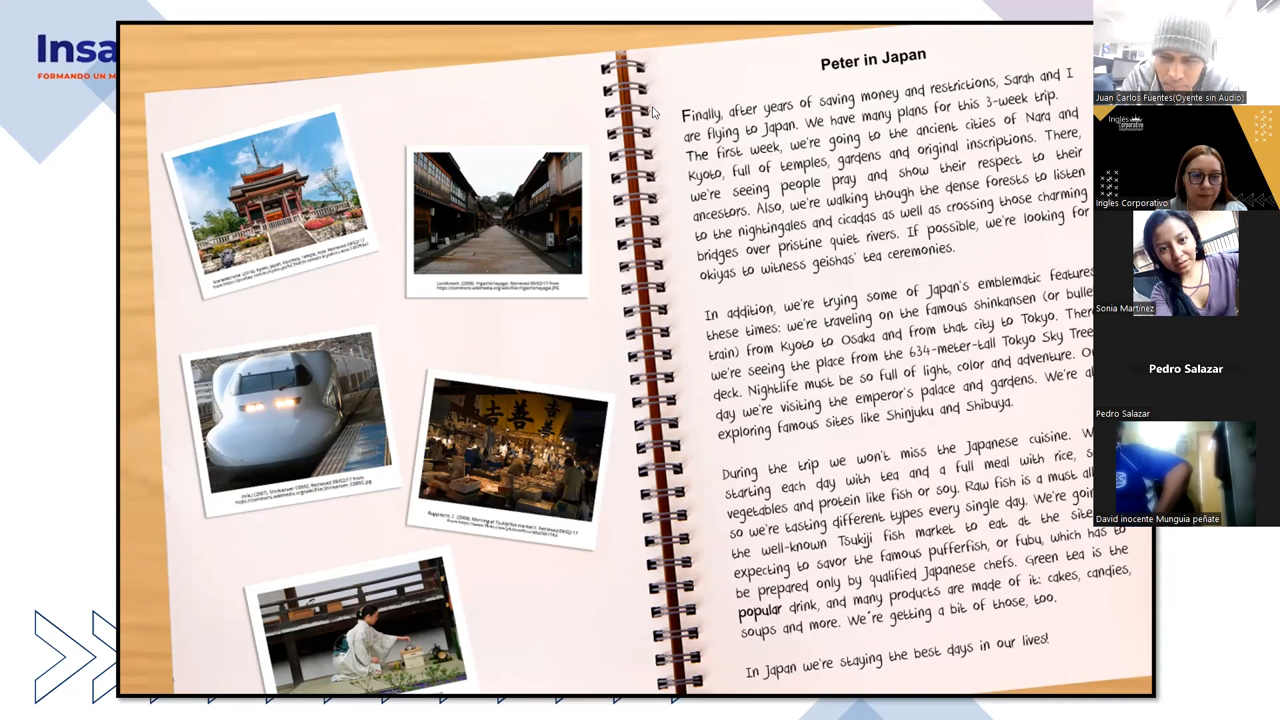 Insa
FORMANDO UN M
Peter in Japan
Finally, after years of saving money and restrictions, Sarah and I
are flying to Japan. We have many plans for this 3-week trip.
The first week, we're going to the ancient cities of Nara and
Kyoto, full of temples, gardens and original inscriptions. There,
we're seeing people pray and show their respect to their
ancestors. Also, we're walking though the dense forests to listen
to the nightingales and cicadas as well as crossing those charming
bridges over pristine quiet rivers. If possible, we're looking for
okiyas to witness geishas' tea ceremonies.
In addition, we're trying some of Japan's emblematic features
these times: we're traveling on the famous shinkansen (or bulle
train) from Kyoto to Osaka and from that city to Tokyo. Ther
we're seeing the place from the 634-meter-tall Tokyo Sky Tree
deck. Nightlife must be so full of light, color and adventure. O
day we're visiting the emperor's palace and gardens. We're al
exploring famous sites like Shinjuku and Shibuya.
During the trip we won't miss the Japanese cuisine. W
starting each day with tea and a full meal with rice, s
vegetables and protein like fish or soy. Raw fish is a must all
so we're tasting different types every single day. We're goin
the well-known Tsukiji fish market to eat at the site
expecting to savor the famous pufferfish, or fubu, which has to
be prepared only by qualified Japanese chefs. Green tea is the
popular drink, and many products are made of it: cakes, candies,
soups and more. We're getting a bit of those, too.
In Japan we're staying the best days in our lives!
Juan Carlos Fuentes(Oyente sin Audio)
Inglés
Corporativo
Ingles Corporativo
Sonia Martínez
Pedro Salazar
Pedro Salazar
David inocente Munguia peñate